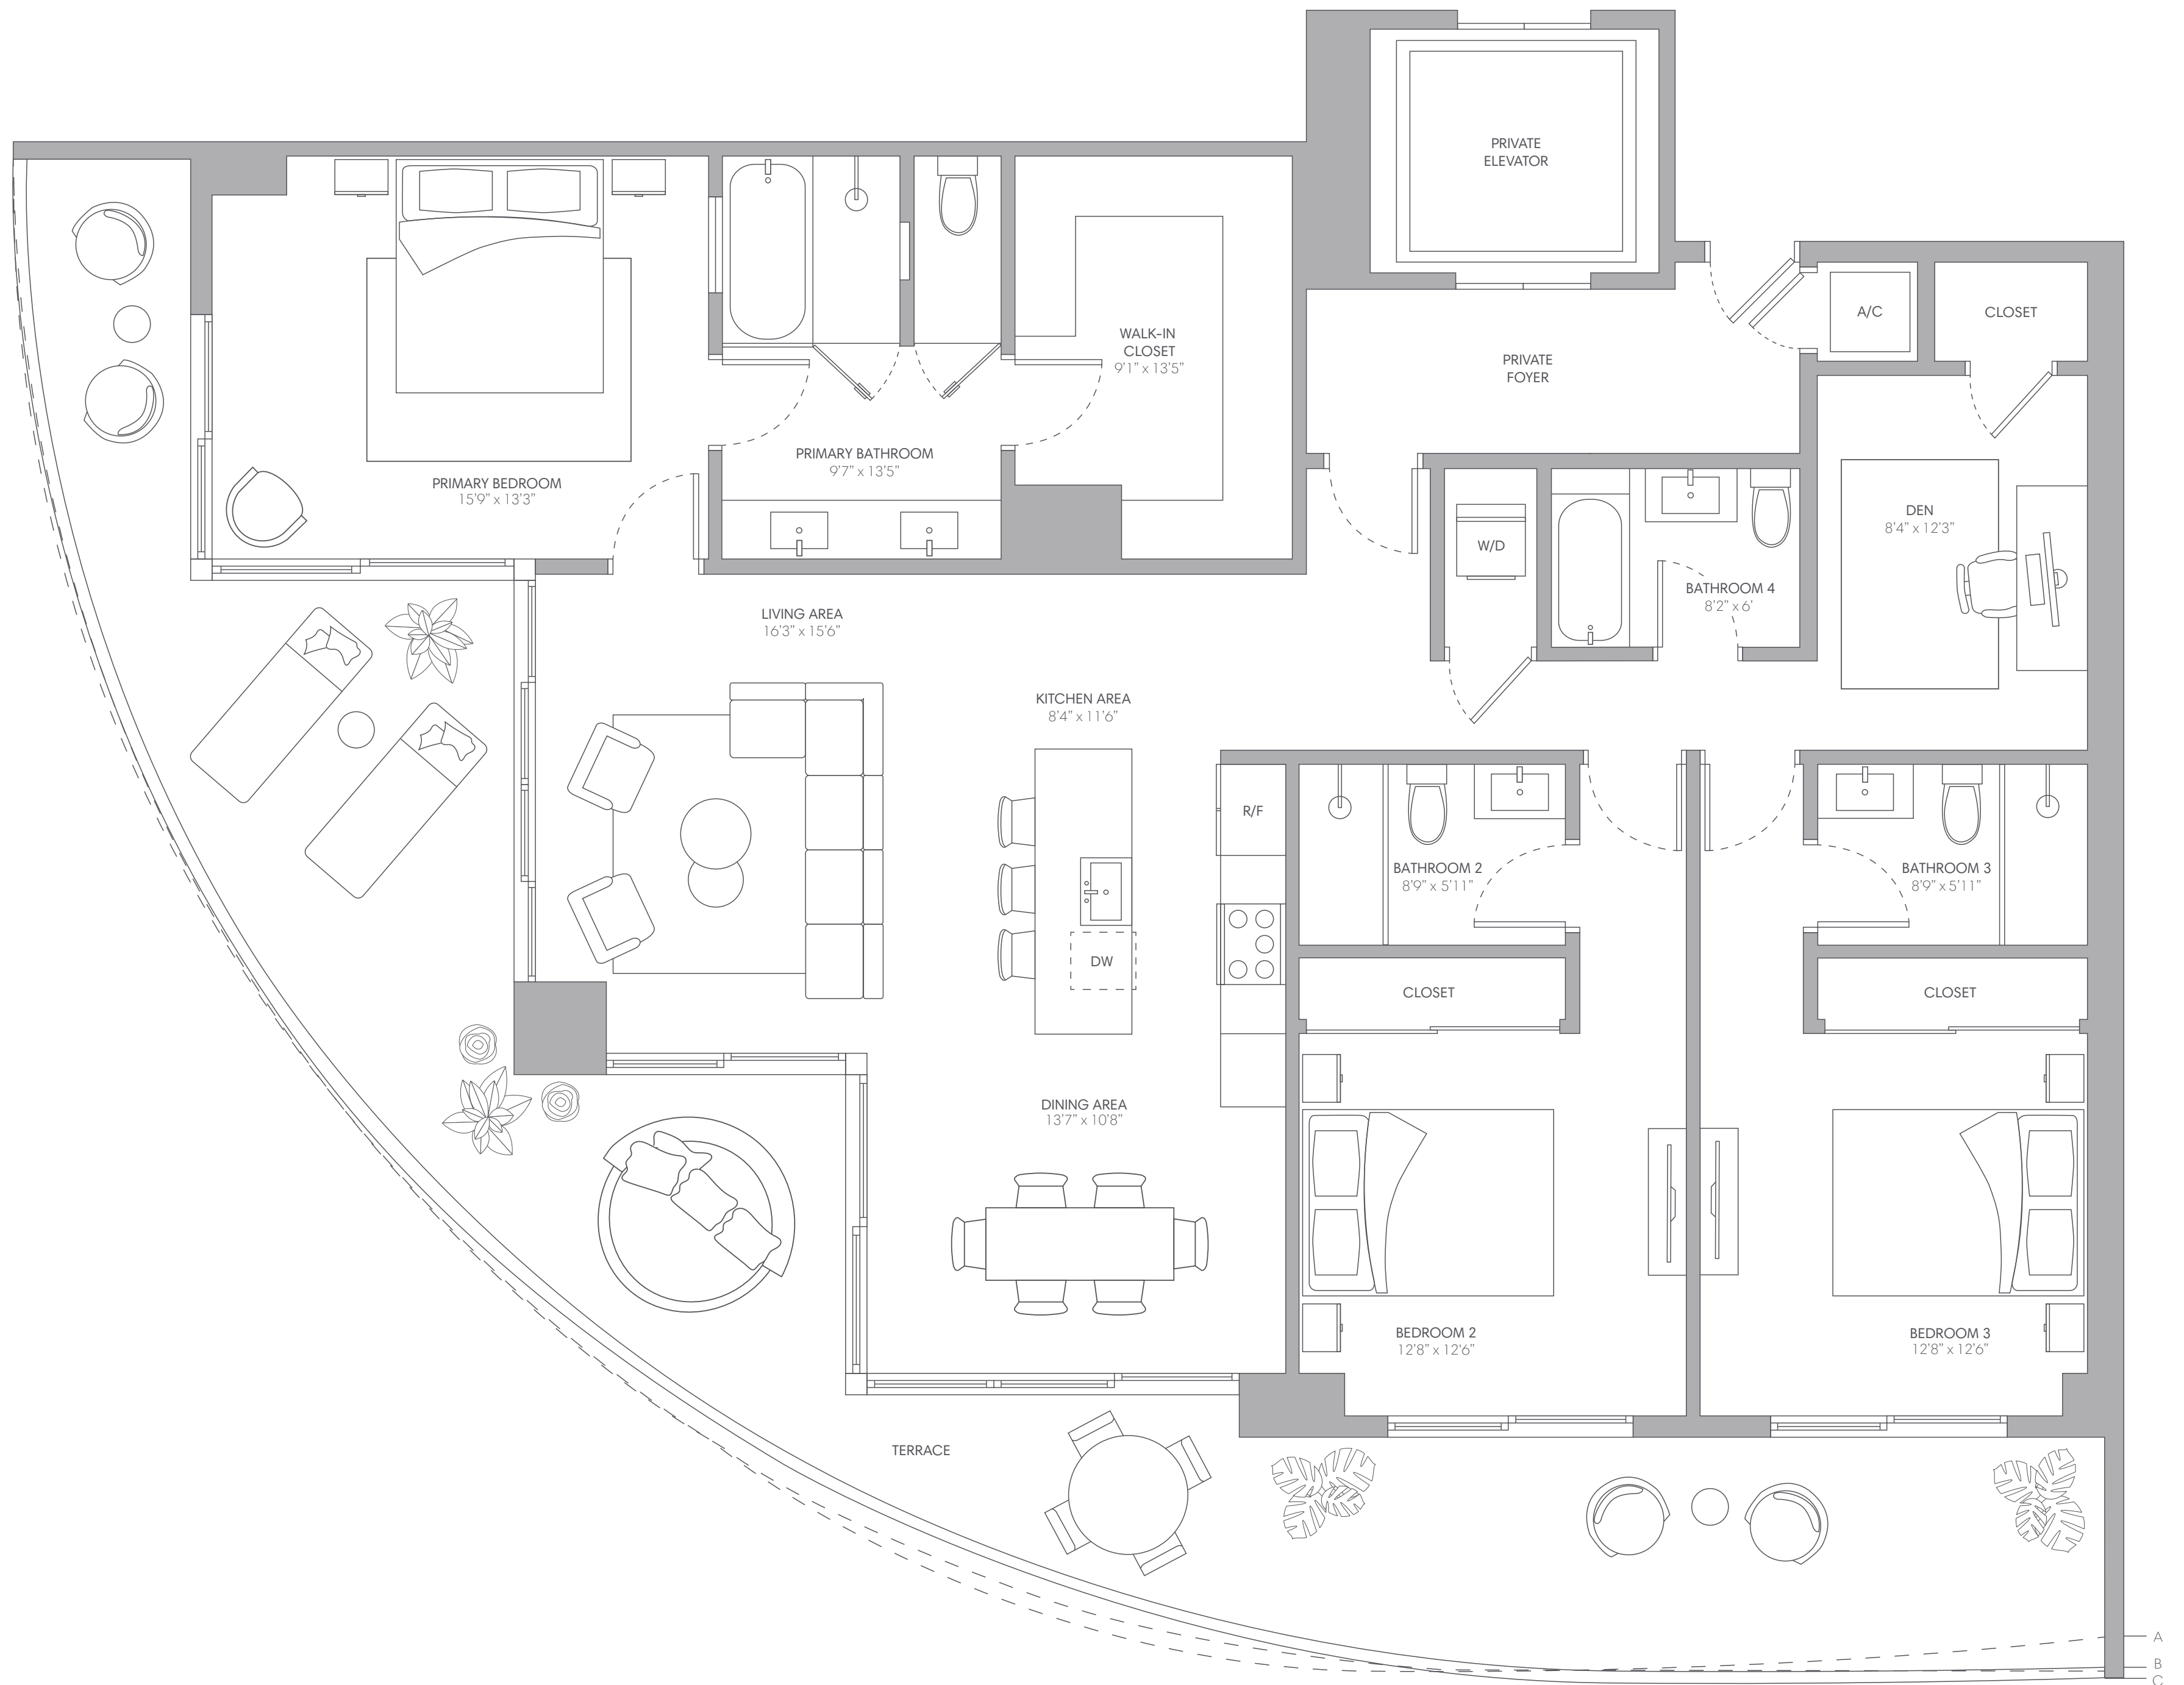 PRIVATE
ELEVATOR
A/C
CLOSET
WALK-IN
CLOSET
9'1" x 13'5"
PRIVATE
FOYER
PRIMARY BATHROOM
9'7" x 13'5"
PRIMARY BEDROOM
15'9" x 13'3"
DEN
8'4" x 12'3"
W/D
BATHROOM 4
8'2" x 6'
LIVING AREA
16'3" x 15'6"
KITCHEN AREA
8'4" x 11'6"
R/F
BATHROOM 2
8'9" x 5'11"
BATHROOM 3
8'9" x 5'11"
DW
CLOSET
CLOSET
DINING AREA
13'7" x 10'8"
BEDROOM 2
12'8" x 12'6"
BEDROOM 3
12'8" x 12'6"
TERRACE
A
B
C